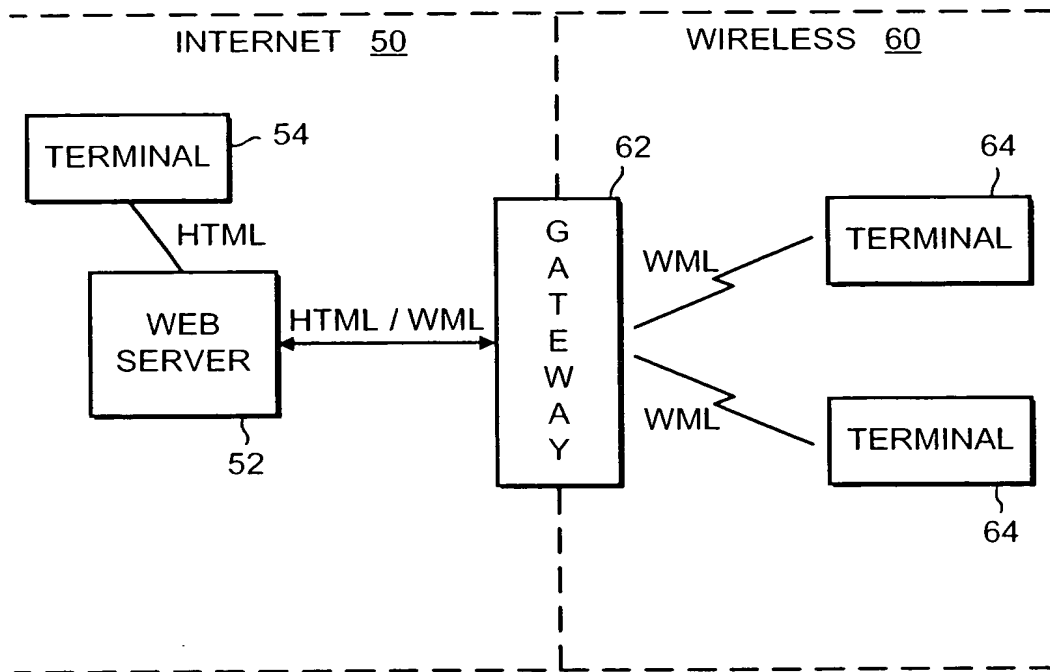 INTERNET 50
WIRELESS 60
TERMINAL
54
HTML
WEB
SERVER
52
HTML / WML
62
GATEWAY
WML
WML
64
TERMINAL
TERMINAL
64